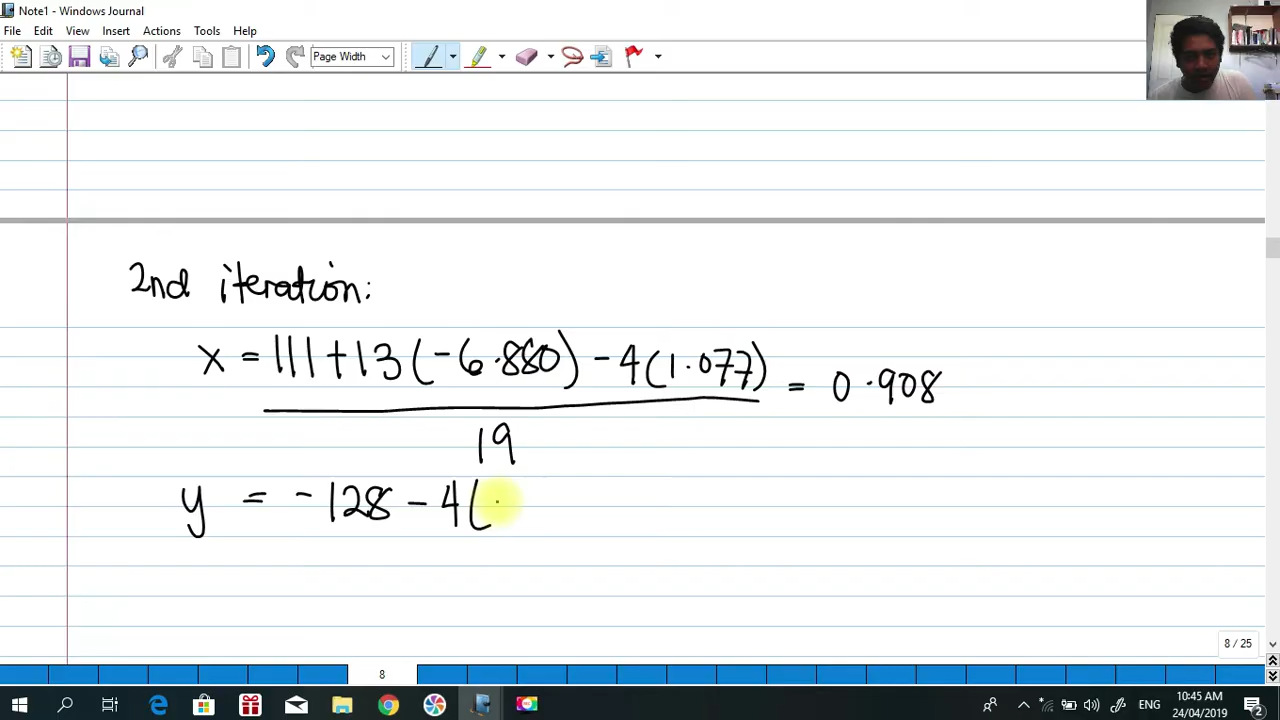 Note1 - Windows Journal
File Edit View Insert Actions Tools Help
Page Width
2nd iteration:
x = 111 + 13 (-6.880) - 4 (1.077) = 0.908
19
y = -128 - 4 (
8 / 25
8
ENG 10:45 AM
24/04/2019 2